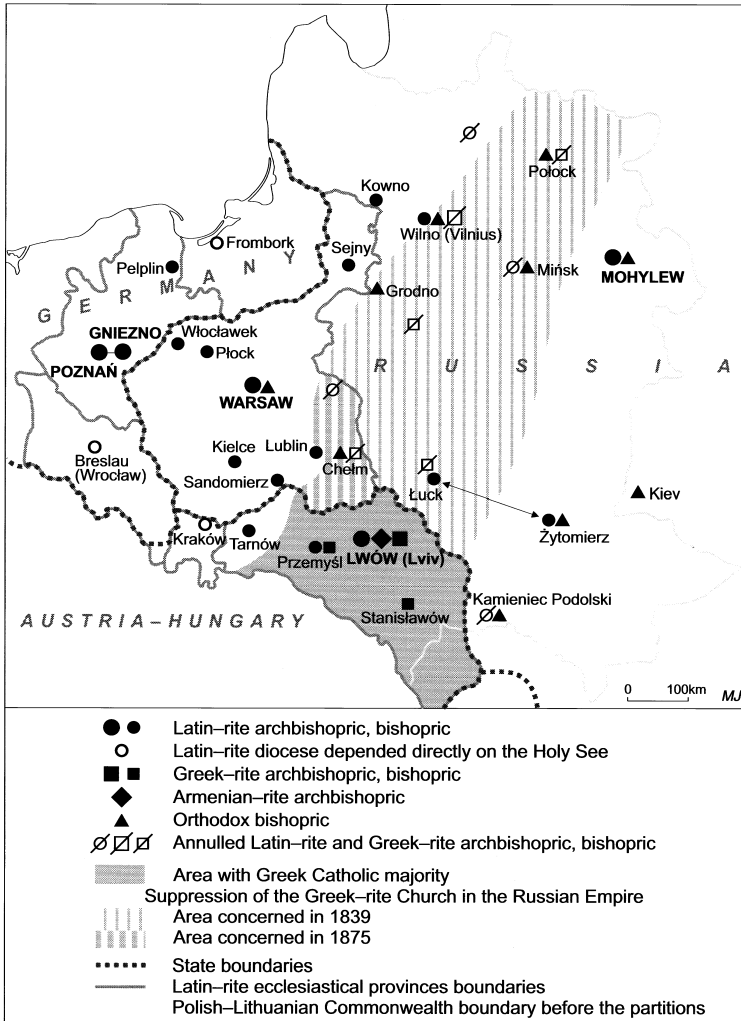 Kowno
Połock
Wilno (Vilnius)
Frombork
Sejny
Pelplin
Mińsk
MOHYLEW
Grodno
GERMANY
GNIEZNO
Włocławek
POZNAŃ
Płock
RUSSIA
WARSAW
Kielce
Lublin
Chełm
Breslau
(Wrocław)
Sandomierz
Łuck
Kiev
Żytomierz
Kraków
Tarnów
Przemyśl
LWÓW (Lviv)
Kamieniec Podolski
Stanisławów
AUSTRIA–HUNGARY
0 100km
MJ
Latin–rite archbishopric, bishopric
Latin–rite diocese depended directly on the Holy See
Greek–rite archbishopric, bishopric
Armenian–rite archbishopric
Orthodox bishopric
Annulled Latin–rite and Greek–rite archbishopric, bishopric
Area with Greek Catholic majority
Suppression of the Greek–rite Church in the Russian Empire
Area concerned in 1839
Area concerned in 1875
State boundaries
Latin–rite ecclesiastical provinces boundaries
Polish–Lithuanian Commonwealth boundary before the partitions